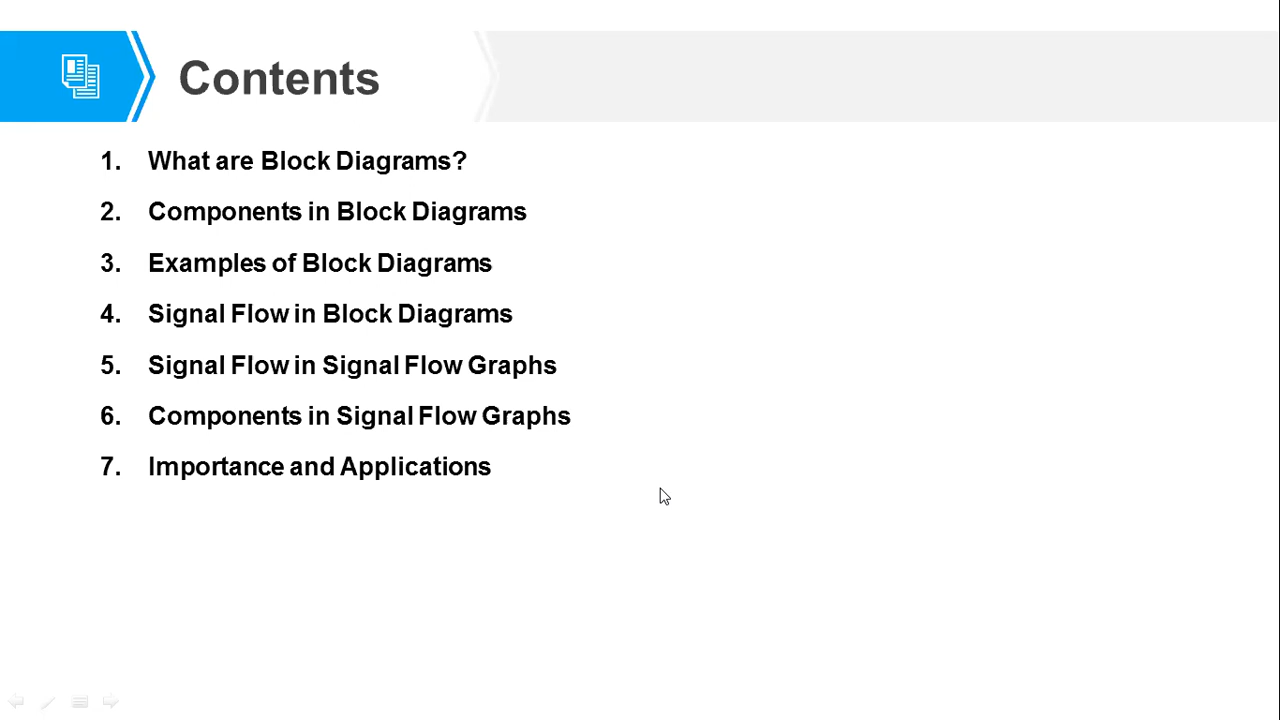 Contents
1. What are Block Diagrams?
2. Components in Block Diagrams
3. Examples of Block Diagrams
4. Signal Flow in Block Diagrams
5. Signal Flow in Signal Flow Graphs
6. Components in Signal Flow Graphs
7. Importance and Applications